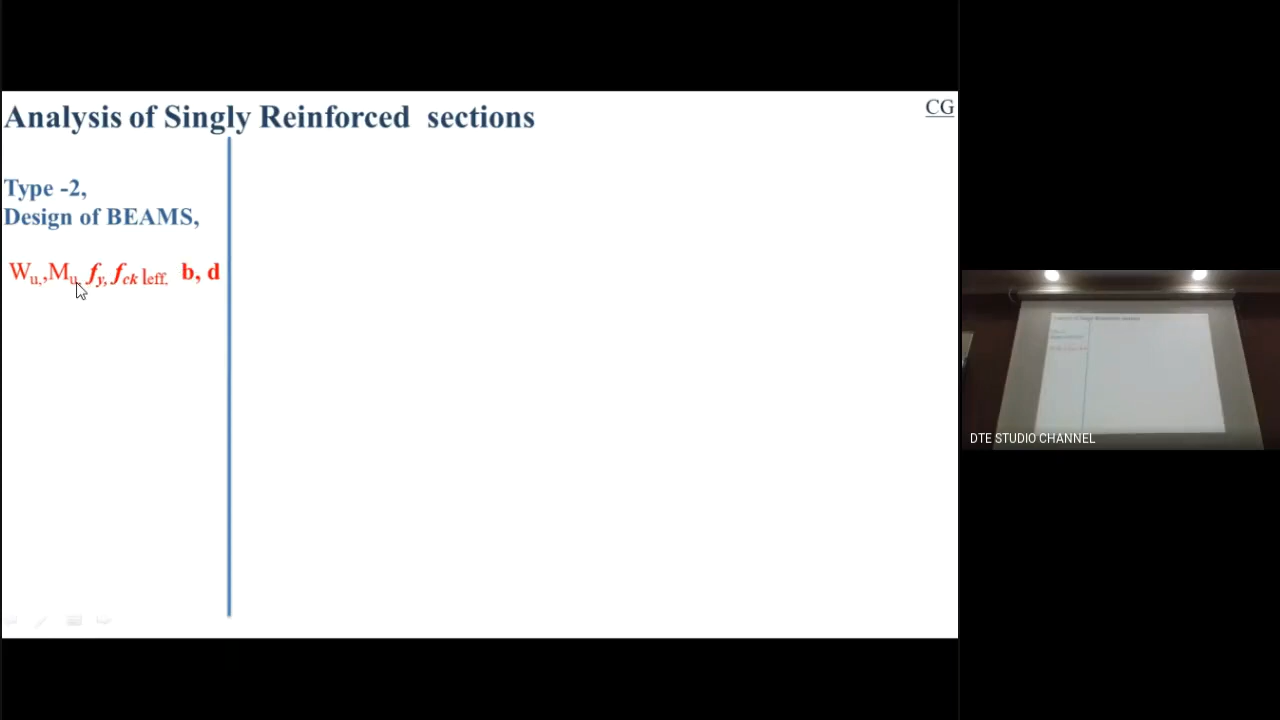 Analysis of Singly Reinforced sections
CG
Type -2,
Design of BEAMS,
Wu,,Mu, fy, fck leff, b, d
DTE STUDIO CHANNEL